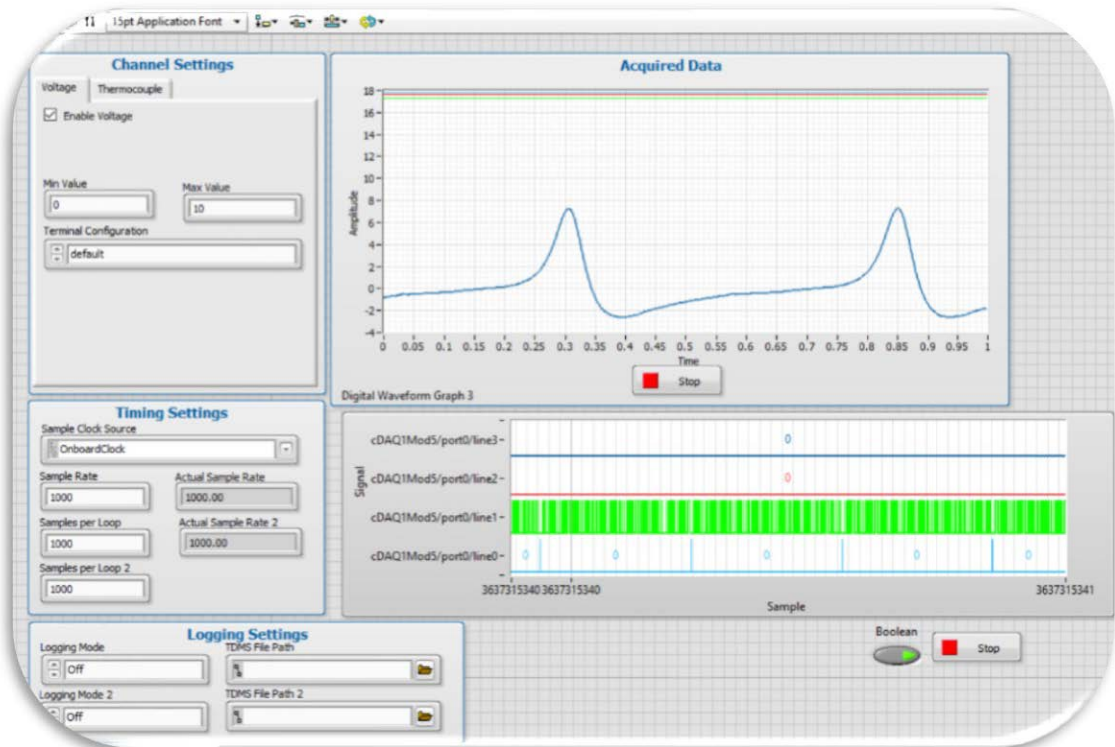 15pt Application Font
Channel Settings
Voltage Thermocouple
Enable Voltage
Min Value Max Value
0 10
Terminal Configuration
default
Acquired Data
Amplitude
18
16
14
12
10
8
6
4
2
0
-2
-4
0 0.05 0.1 0.15 0.2 0.25 0.3 0.35 0.4 0.45 0.5 0.55 0.6 0.65 0.7 0.75 0.8 0.85 0.9 0.95 1
Time
Stop
Timing Settings
Sample Clock Source
OnboardClock
Sample Rate Actual Sample Rate
1000 1000.00
Samples per Loop Actual Sample Rate 2
1000 1000.00
Samples per Loop 2
1000
Digital Waveform Graph 3
Signal
cDAQ1Mod5/port0/line3 0
cDAQ1Mod5/port0/line2 0
cDAQ1Mod5/port0/line1
cDAQ1Mod5/port0/line0 0 0 0 0 0
3637315340 3637315340 3637315341
Sample
Logging Settings
Logging Mode TDMS File Path
Off
Logging Mode 2 TDMS File Path 2
Off
Boolean
Stop